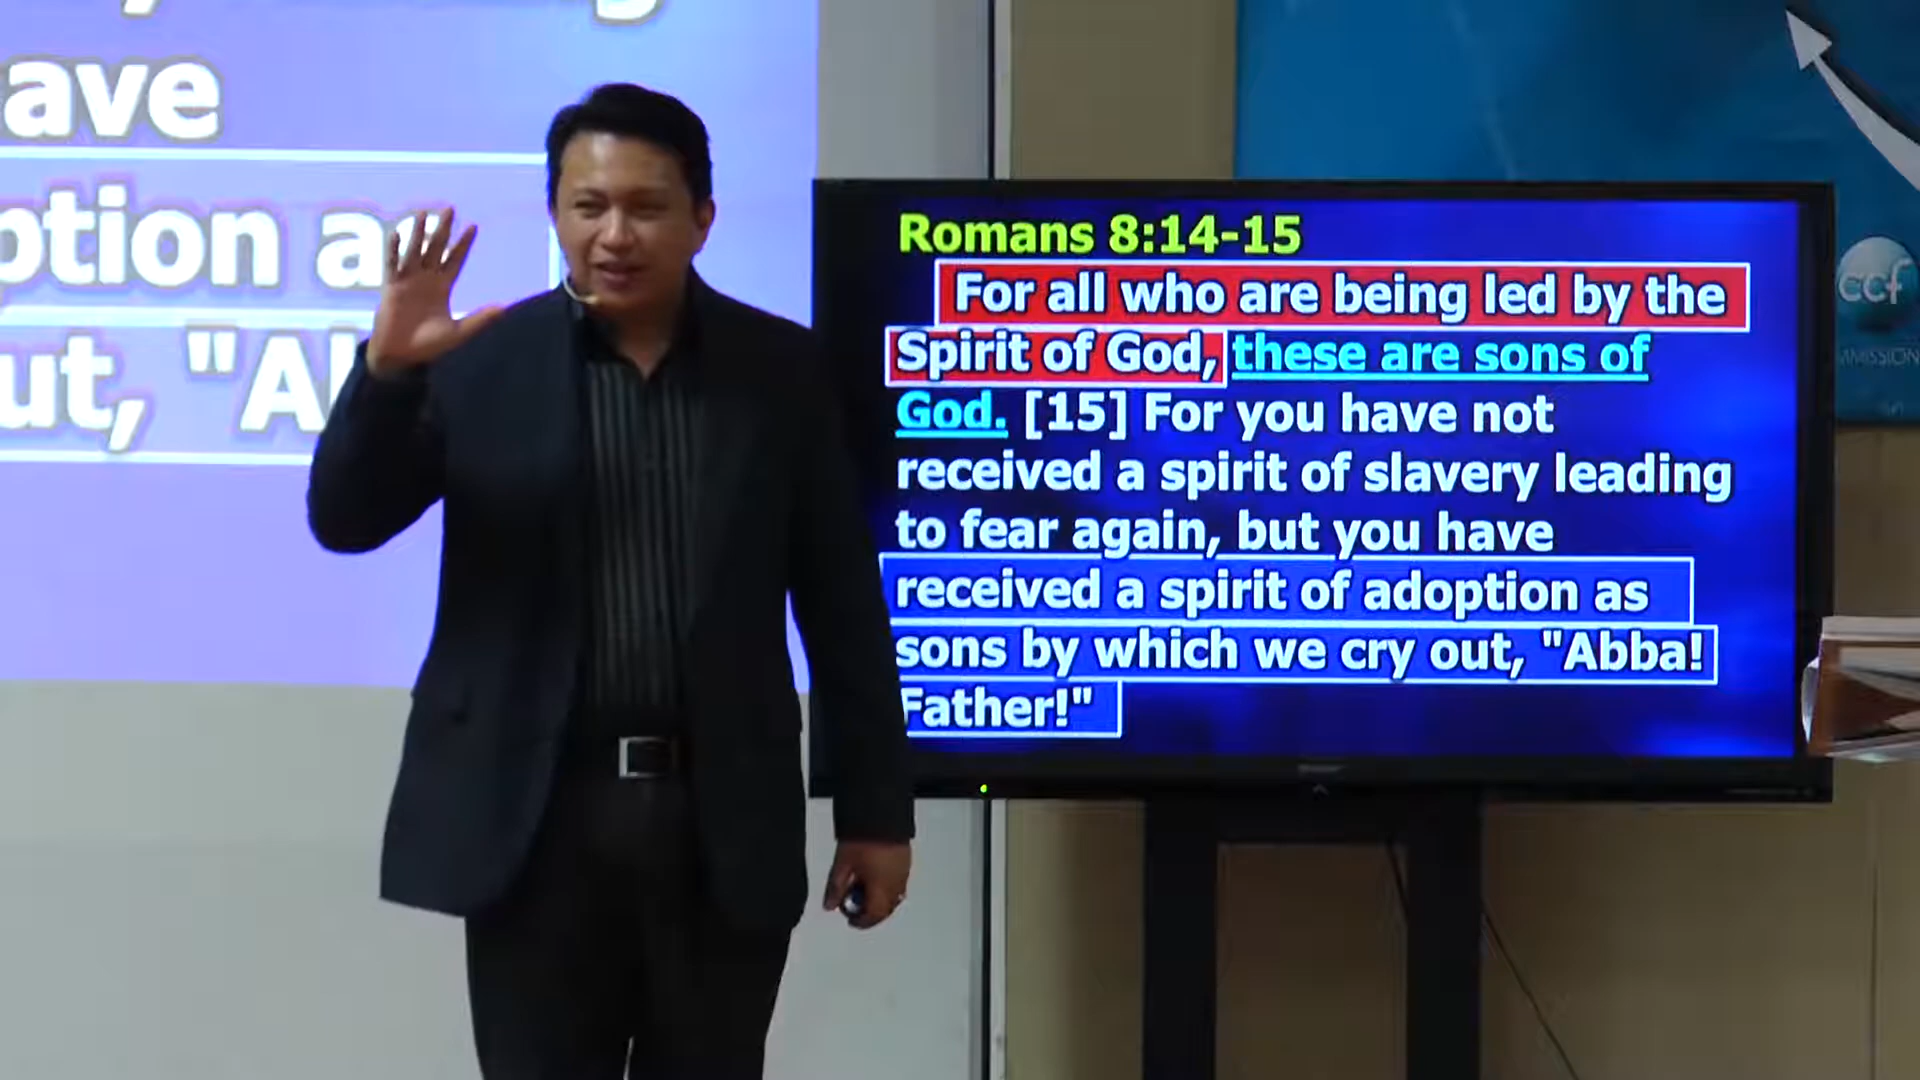 ave
ption as
ut, "Ab
Romans 8:14-15
For all who are being led by the
Spirit of God, these are sons of
God. [15] For you have not
received a spirit of slavery leading
to fear again, but you have
received a spirit of adoption as
sons by which we cry out, "Abba!
Father!"
ccf